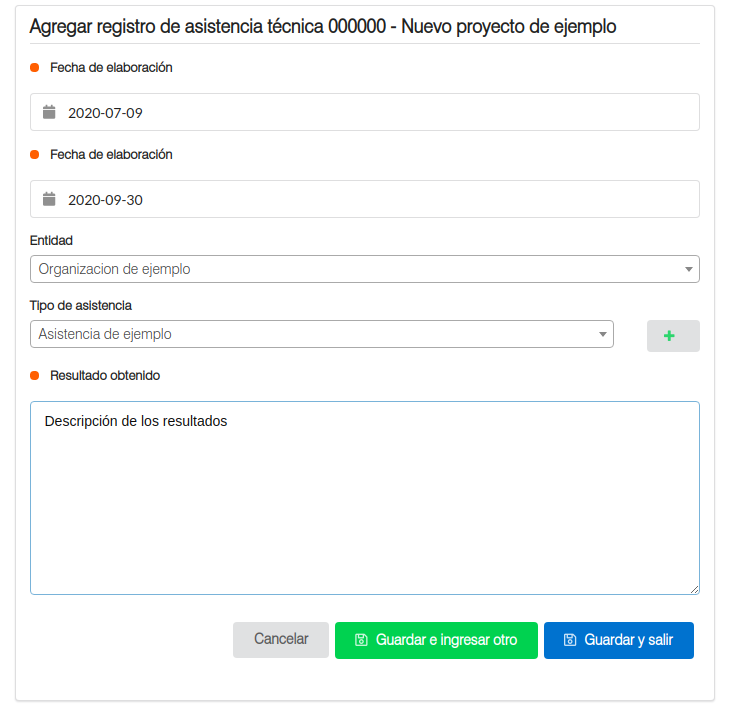 Agregar registro de asistencia técnica 000000 - Nuevo proyecto de ejemplo
Fecha de elaboración
2020-07-09
Fecha de elaboración
2020-09-30
Entidad
Organizacion de ejemplo
Tipo de asistencia
Asistencia de ejemplo
Resultado obtenido
Descripción de los resultados
Cancelar Guardar e ingresar otro Guardar y salir